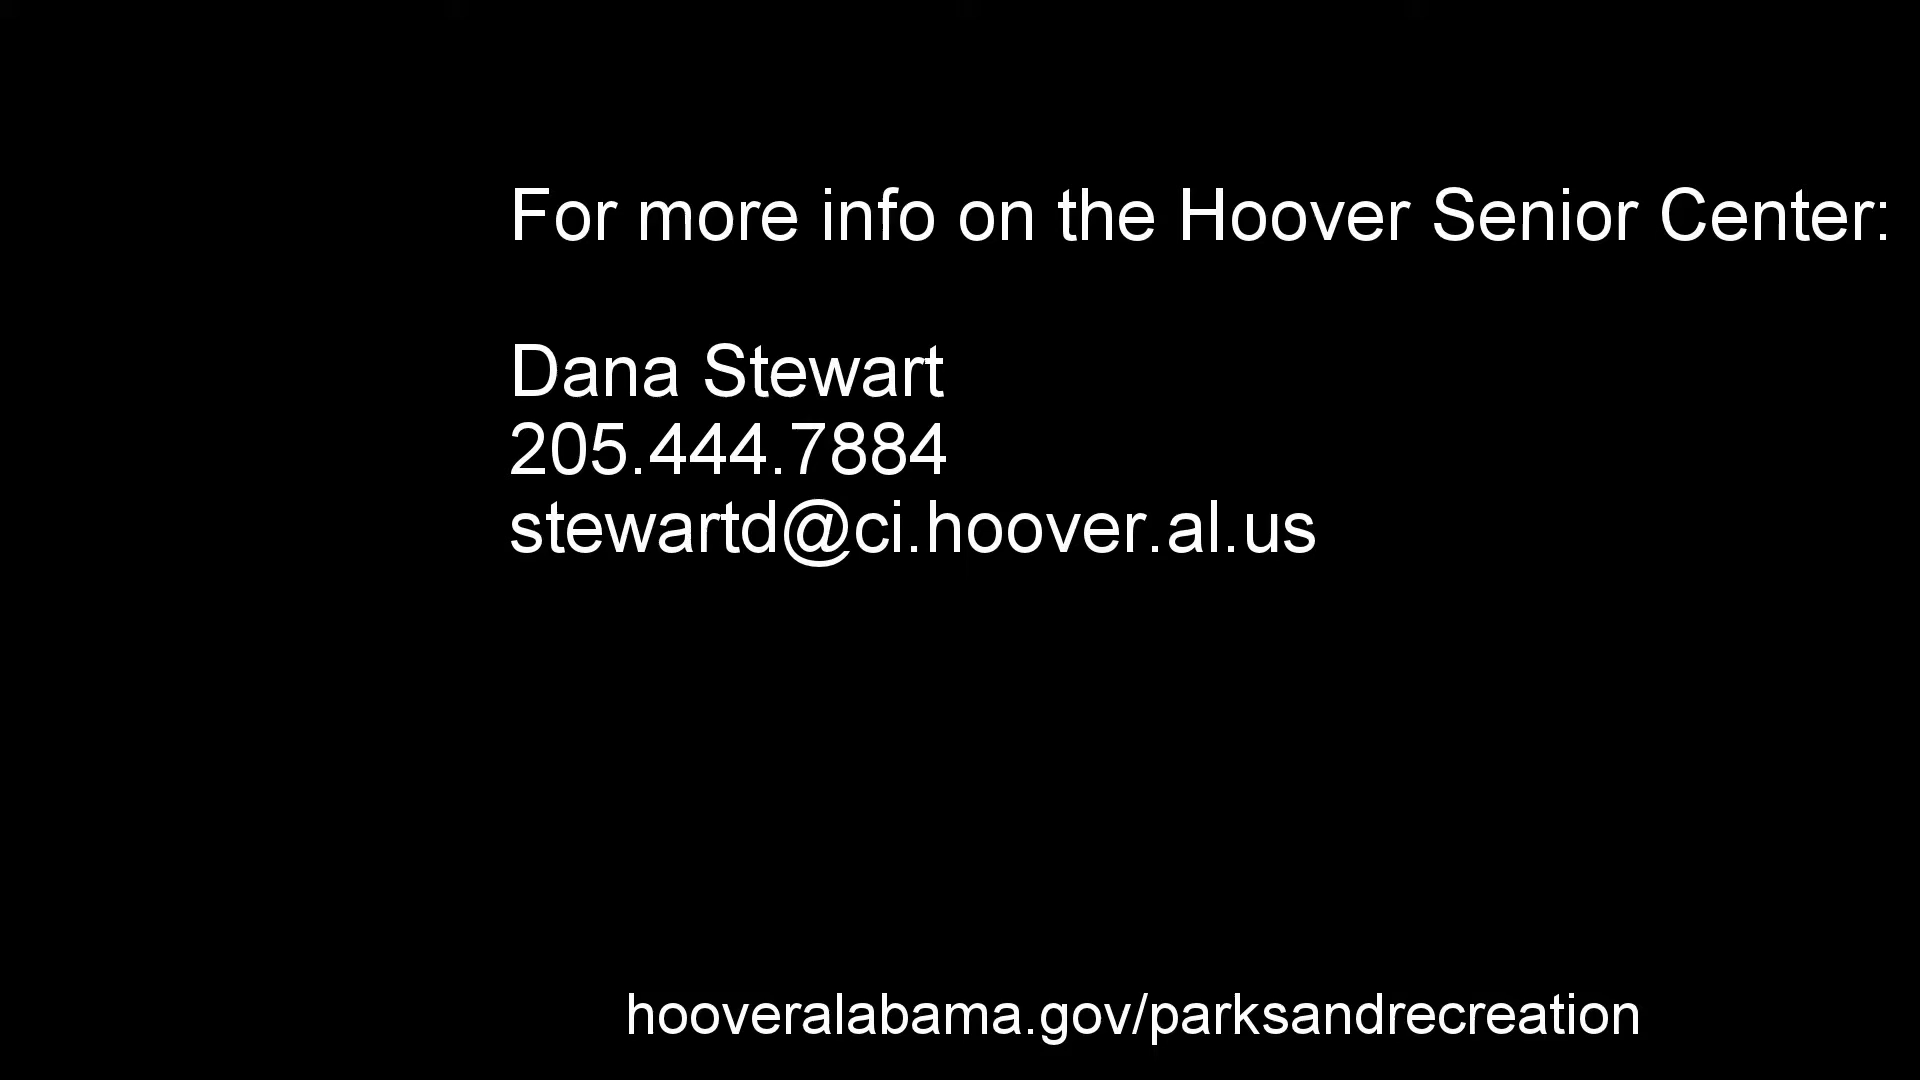 For more info on the Hoover Senior Center:
Dana Stewart
205.444.7884
stewartd@ci.hoover.al.us
hooveralabama.gov/parksandrecreation